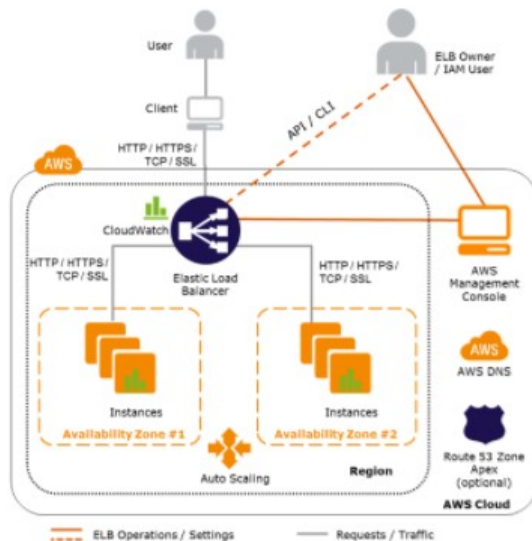 User
ELB Owner
/ IAM User
Client
API / CLI
HTTP / HTTPS /
TCP / SSL
AWS
CloudWatch
HTTP / HTTPS /
TCP / SSL
Elastic Load
Balancer
HTTP / HTTPS /
TCP / SSL
AWS
Management
Console
AWS
AWS DNS
Instances
Instances
Availability Zone #1
Availability Zone #2
Auto Scaling
Region
Route 53 Zone
Apex
(optional)
AWS Cloud
ELB Operations / Settings
Requests / Traffic